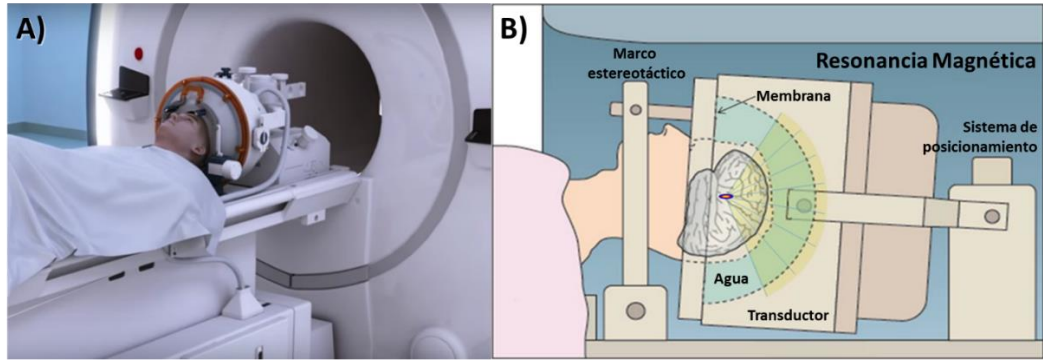 A)
B)
Marco
estereotáctico
Resonancia Magnética
Membrana
Sistema de
posicionamiento
Agua
Transductor